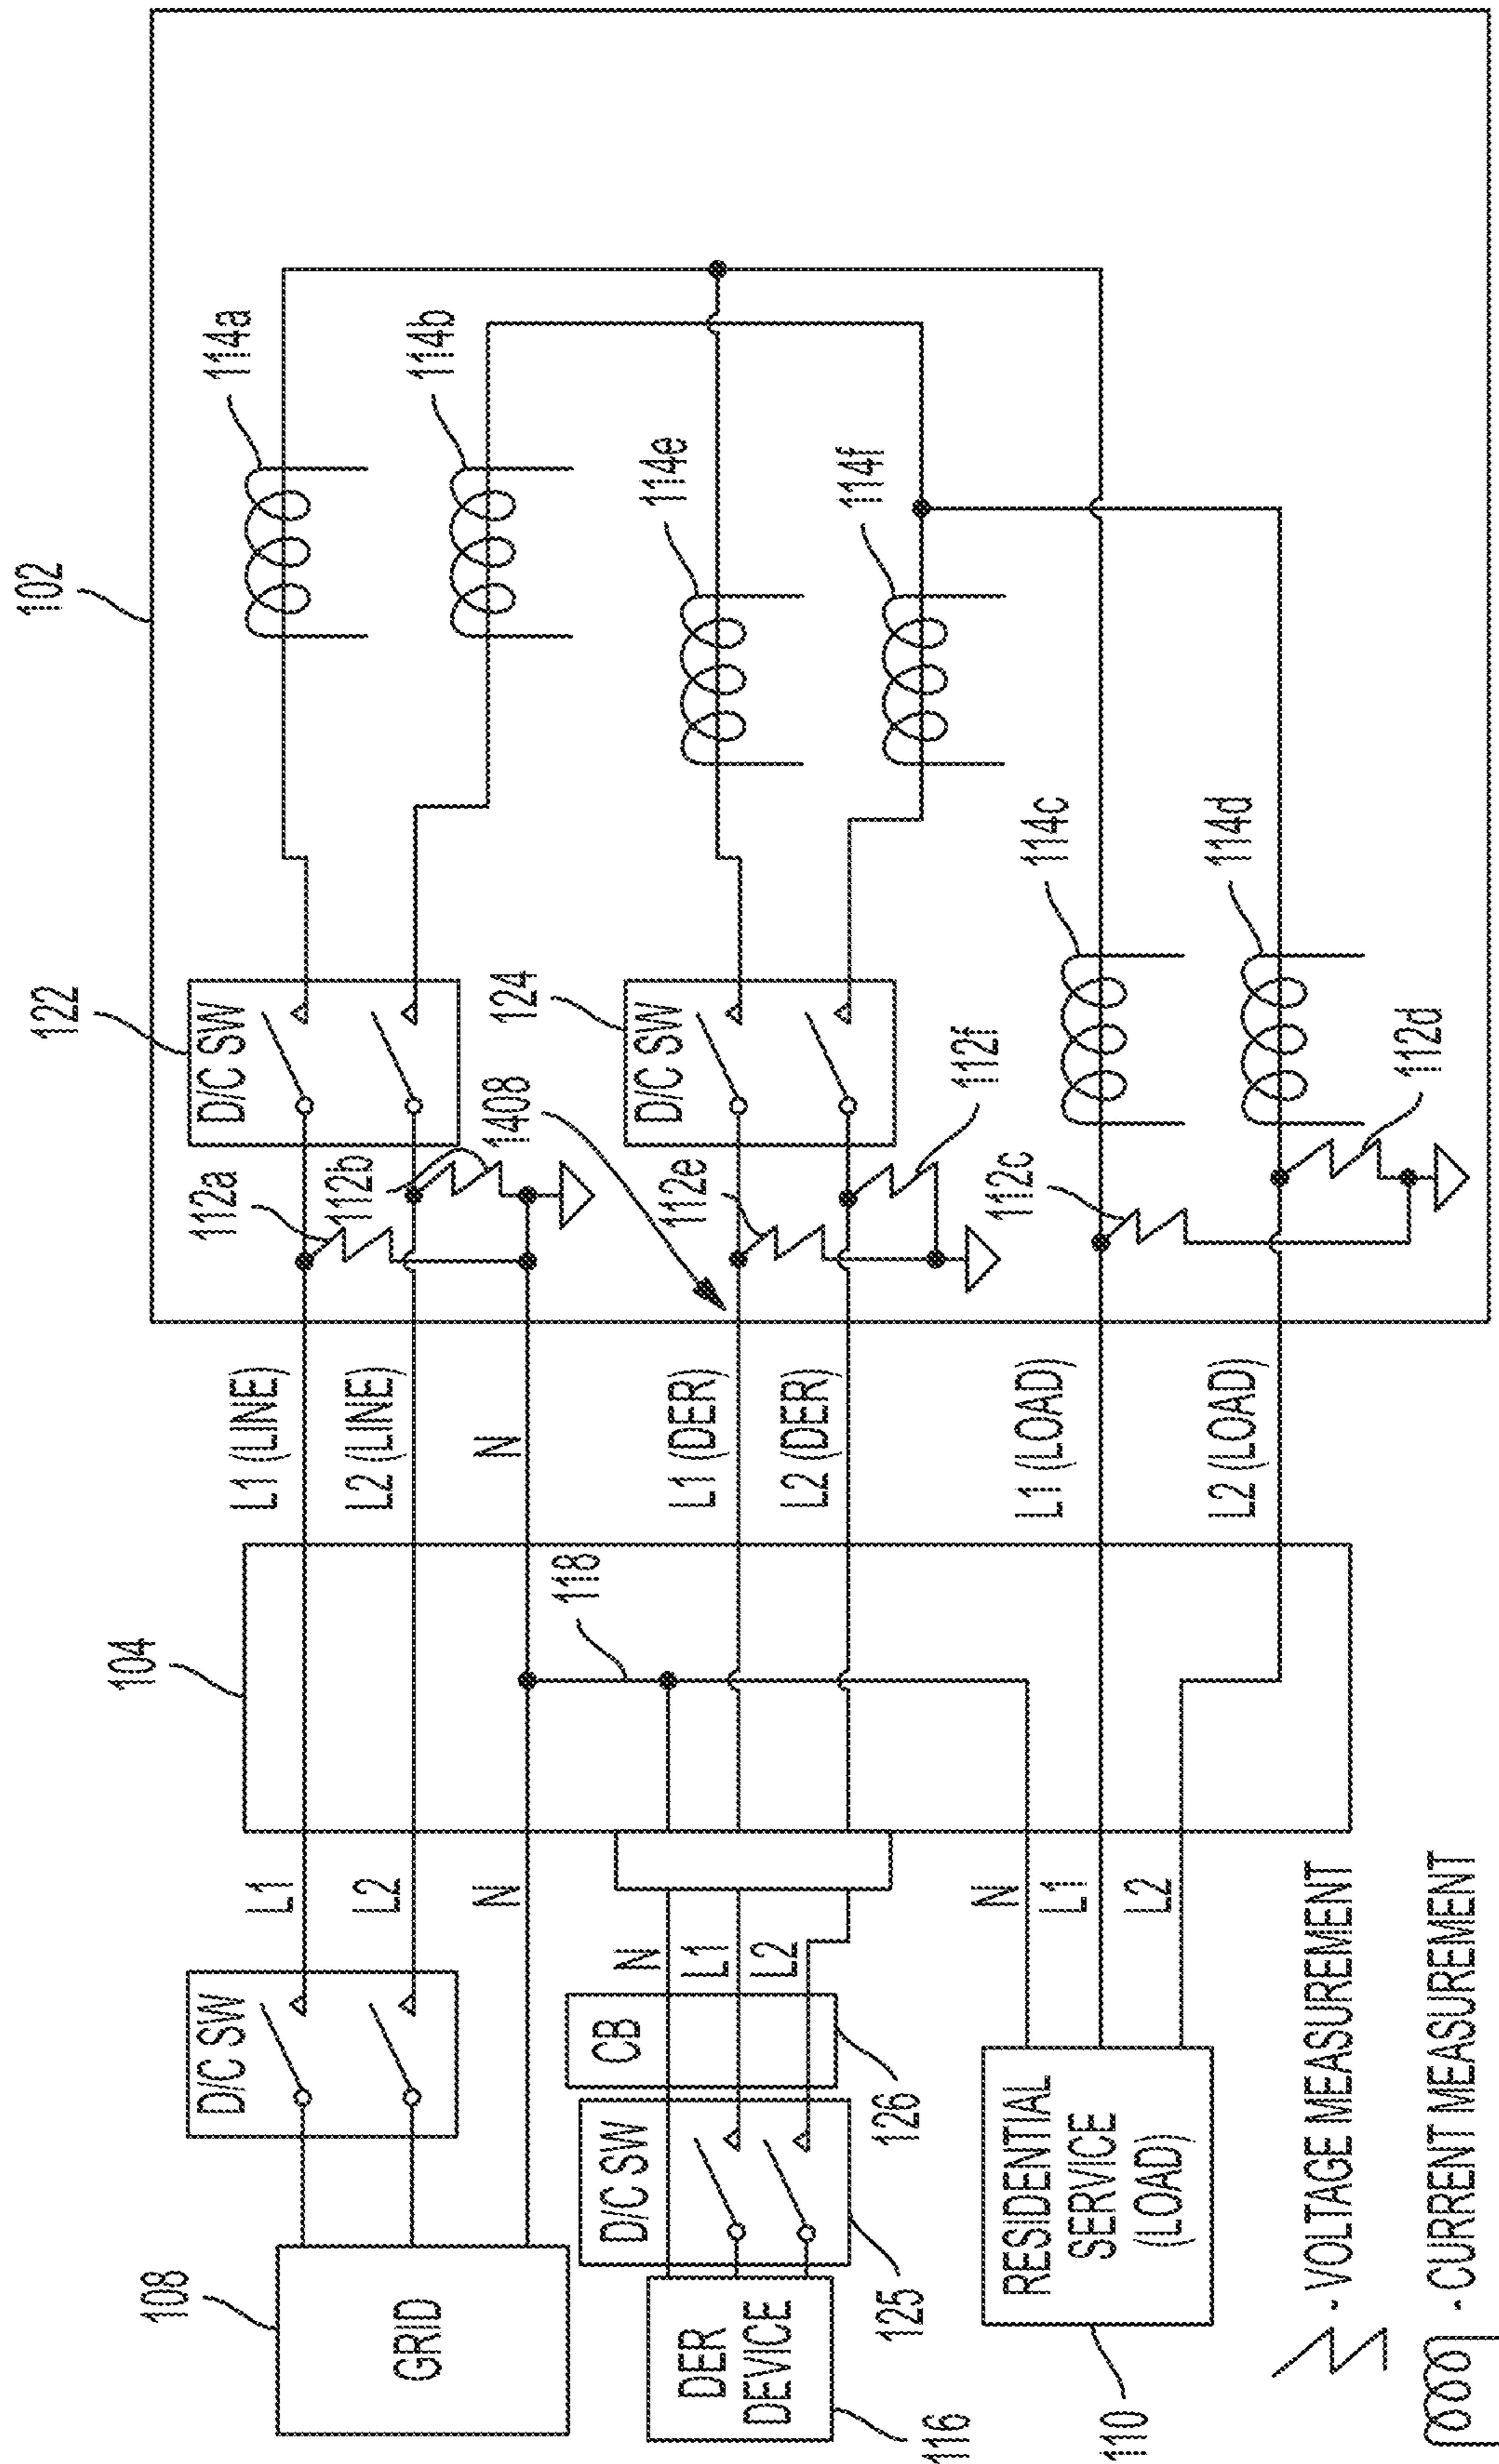 102
122
D/C SW
114a
114b
112a
112b
1408
124
D/C SW
114e
114f
112e
112f
114c
114d
112c
112d
L1 (LINE)
L2 (LINE)
N
L1 (DER)
L2 (DER)
L1 (LOAD)
L2 (LOAD)
104
118
L1
L2
N
N
L1
L2
N
L1
L2
D/C SW
CB
126
D/C SW
125
108
GRID
DER
DEVICE
116
RESIDENTIAL
SERVICE
(LOAD)
110
- VOLTAGE MEASUREMENT
- CURRENT MEASUREMENT